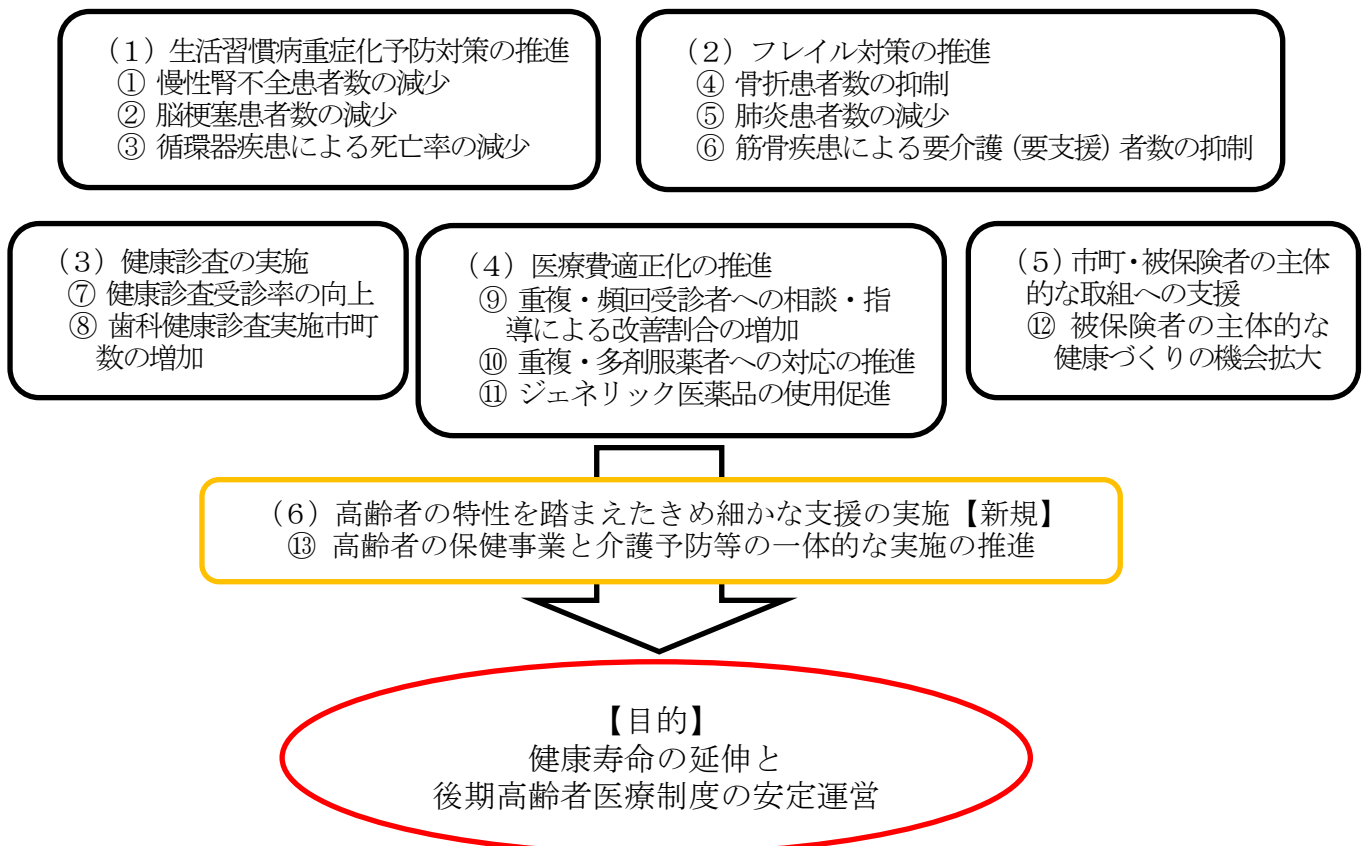 （1）生活習慣病重症化予防対策の推進
① 慢性腎不全患者数の減少
② 脳梗塞患者数の減少
③ 循環器疾患による死亡率の減少
（2）フレイル対策の推進
④ 骨折患者数の抑制
⑤ 肺炎患者数の減少
⑥ 筋骨疾患による要介護（要支援）者数の抑制
（3）健康診査の実施
⑦ 健康診査受診率の向上
⑧ 歯科健康診査実施市町
数の増加
（4）医療費適正化の推進
⑨ 重複・頻回受診者への相談・指
導による改善割合の増加
⑩ 重複・多剤服薬者への対応の推進
⑪ ジェネリック医薬品の使用促進
（5）市町・被保険者の主体
的な取組への支援
⑫ 被保険者の主体的な
健康づくりの機会拡大
（6）高齢者の特性を踏まえたきめ細かな支援の実施【新規】
⑬ 高齢者の保健事業と介護予防等の一体的な実施の推進
【目的】
健康寿命の延伸と
後期高齢者医療制度の安定運営